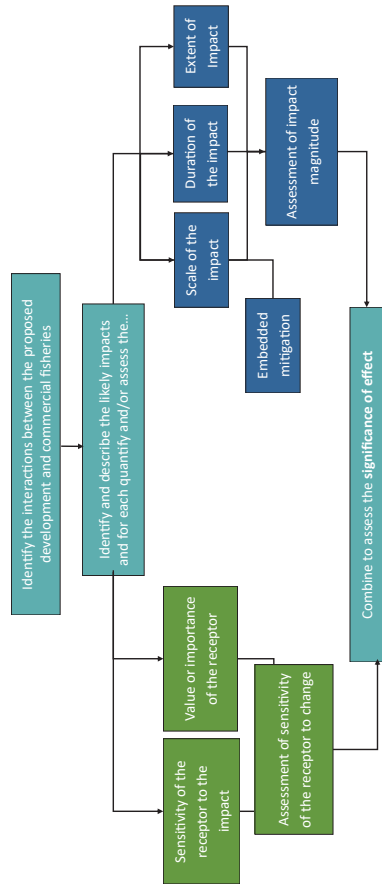 Identify the interactions between the proposed
development and commercial fisheries
Identify and describe the likely impacts
and for each quantify and/or assess the...
Sensitivity of the
receptor to the
impact
Value or importance
of the receptor
Scale of the
impact
Duration of
the impact
Extent of
Impact
Embedded
mitigation
Assessment of sensitivity
of the receptor to change
Assessment of impact
magnitude
Combine to assess the significance of effect